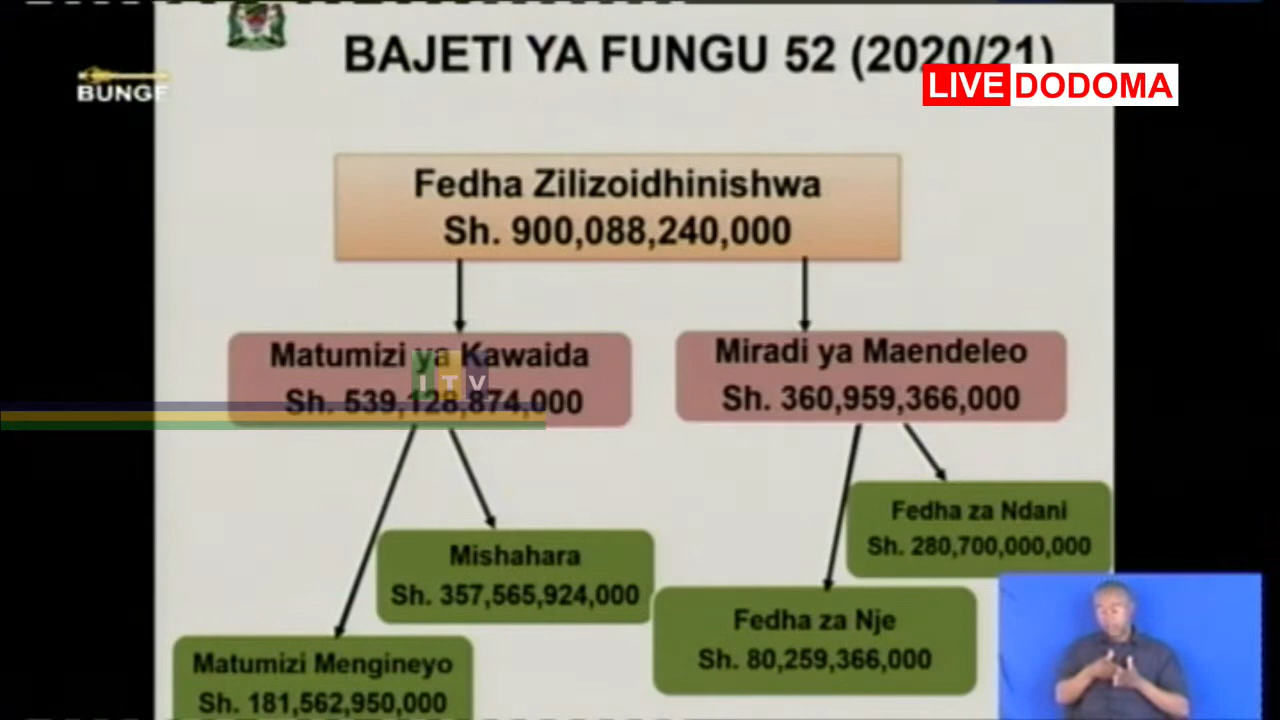 BAJETI YA FUNGU 52 (2020/21)
BUNGE
LIVE DODOMA
Fedha Zilizoidhinishwa
Sh. 900,088,240,000
Matumizi ya Kawaida
Sh. 539,128,874,000
Miradi ya Maendeleo
Sh. 360,959,366,000
ITV
Fedha za Ndani
Sh. 280,700,000,000
Mishahara
Sh. 357,565,924,000
Fedha za Nje
Sh. 80,259,366,000
Matumizi Mengineyo
Sh. 181,562,950,000